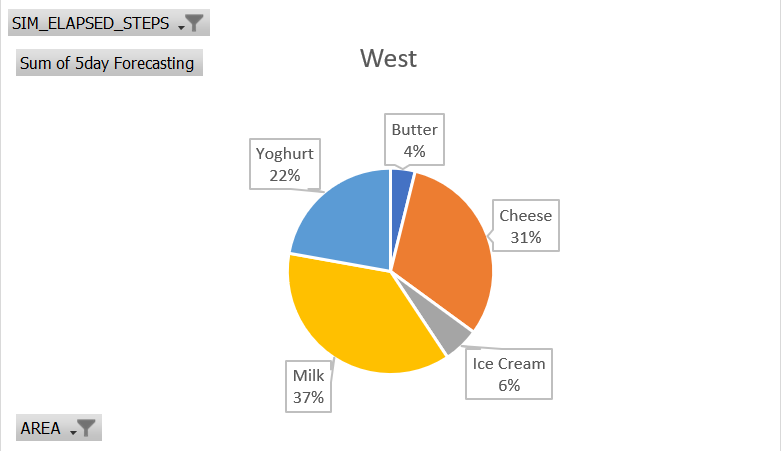 SIM_ELAPSED_STEPS
Sum of 5day Forecasting
West
Butter
4%
Yoghurt
22%
Cheese
31%
Ice Cream
6%
Milk
37%
AREA